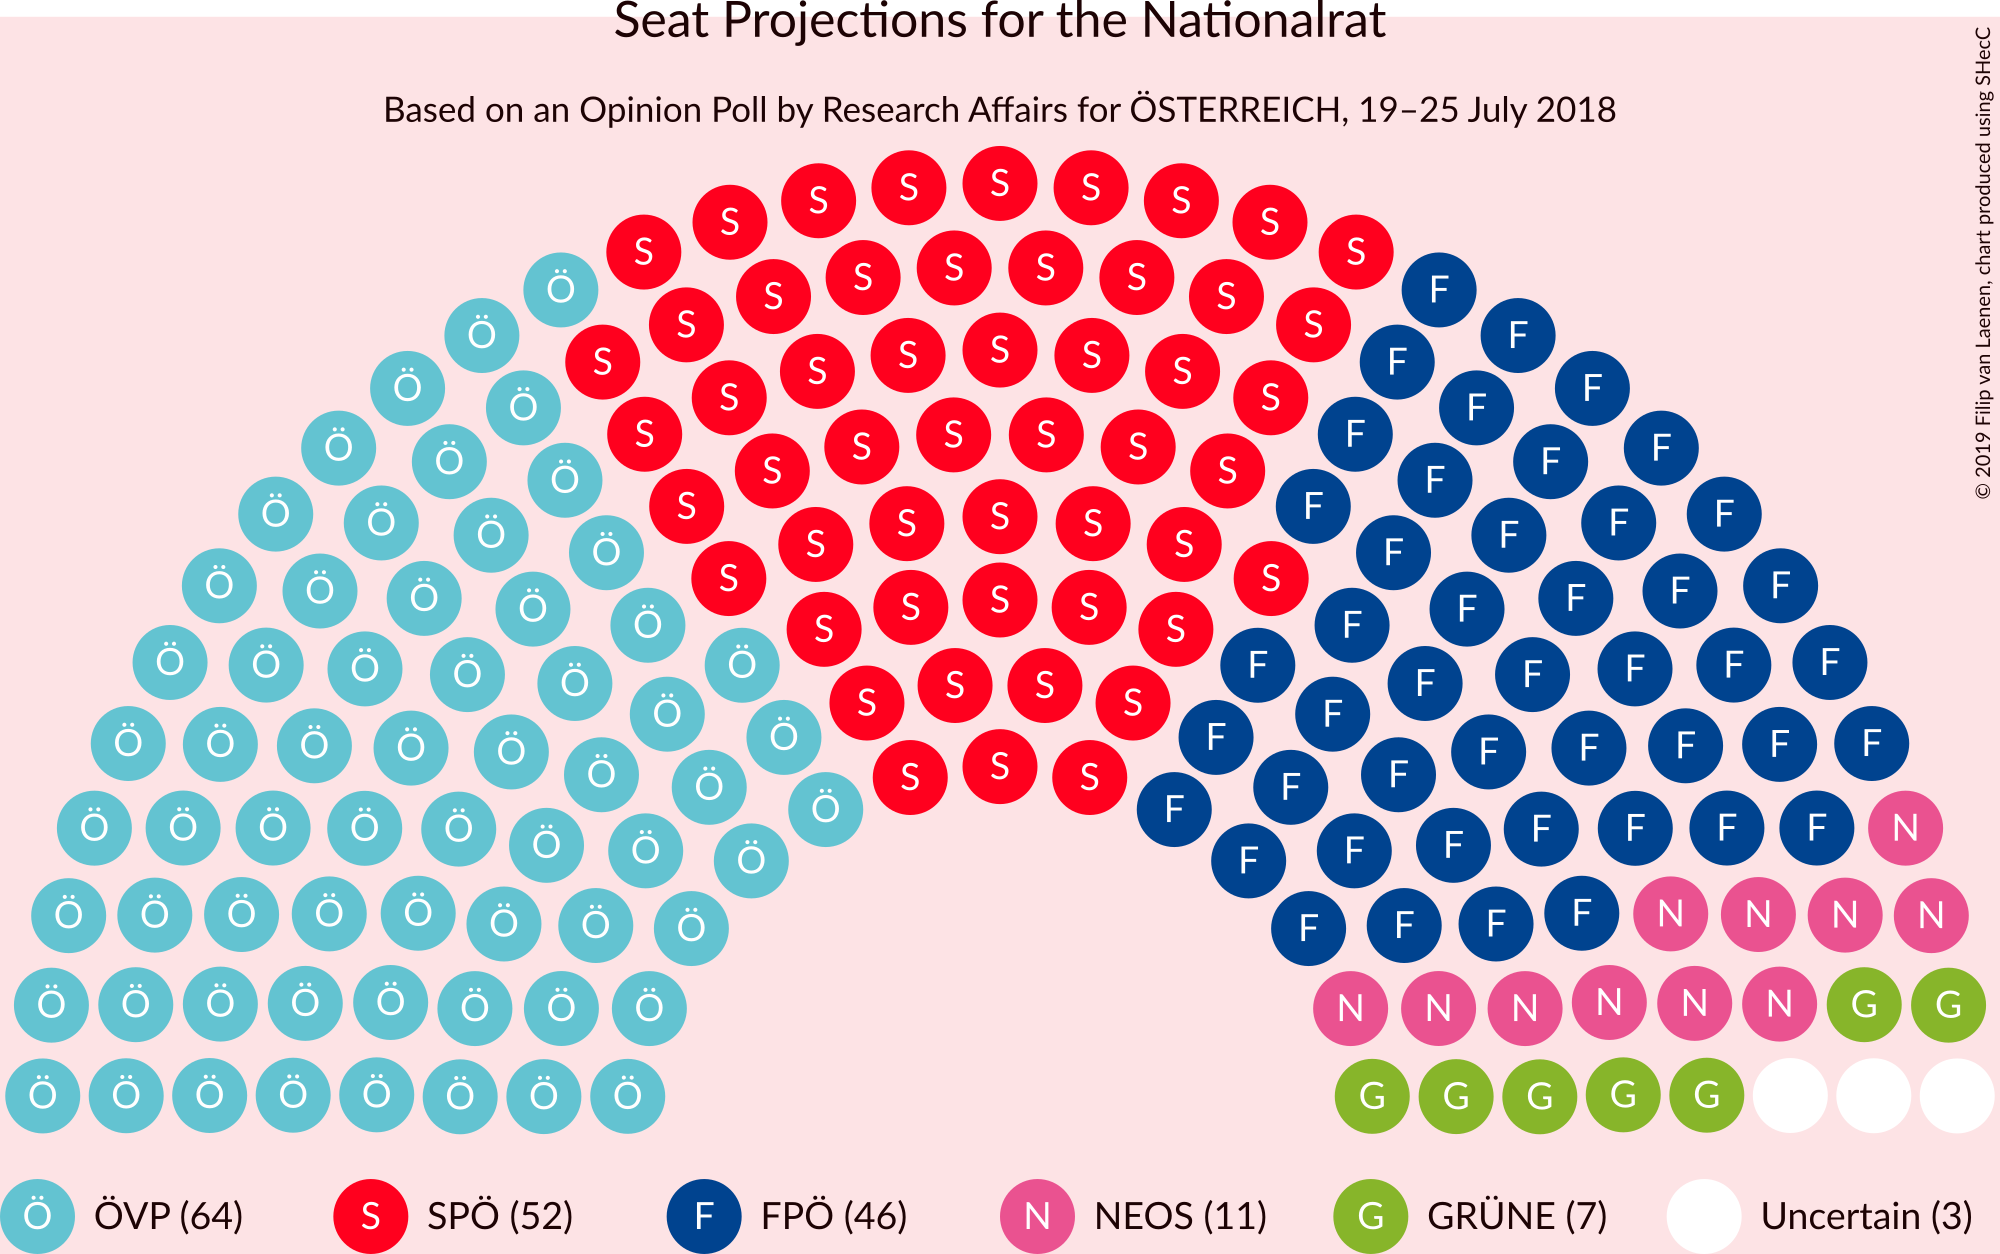 Seat Projections for the Nationalrat
Based on an Opinion Poll by Research Affairs for ÖSTERREICH, 19–25 July 2018
© 2019 Filip van Laenen, chart produced using SHecC
S S S S S S S S S
Ö S S S S S S S S F
Ö Ö S S S S S S S S S F F F
Ö Ö Ö S S S S S S S S F F F F
Ö Ö Ö Ö S S S S S S S F F F F F
Ö Ö Ö Ö Ö S S S S S F F F F F F
Ö Ö Ö Ö Ö Ö S S S S F F F F F F
Ö Ö Ö Ö Ö Ö Ö S S S F F F F F F F
Ö Ö Ö Ö Ö Ö Ö Ö F F F F F F F N
Ö Ö Ö Ö Ö Ö Ö Ö F F F F N N N N
Ö Ö Ö Ö Ö Ö Ö Ö N N N N N N G G
Ö Ö Ö Ö Ö Ö Ö Ö G G G G G
Ö ÖVP (64) S SPÖ (52) F FPÖ (46) N NEOS (11) G GRÜNE (7) Uncertain (3)